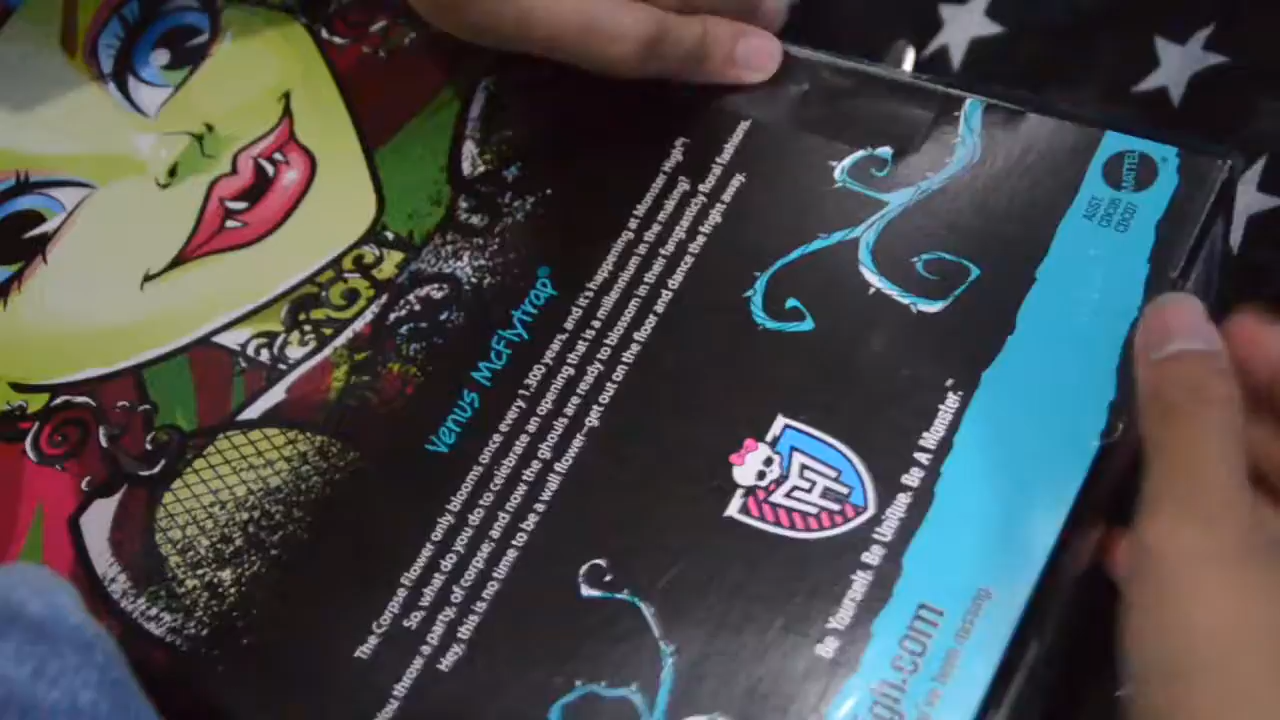 Venus McFlytrap®
The Corpse flower only blooms once every 1,300 years, and it's happening at Monster High®!
So, what do you do to celebrate an opening that is a millennium in the making?
You throw a party, of corpse, and now the ghouls are ready to blossom in their fangtastically floral fashions.
Hey, this is no time to be a wall flower—get out on the floor and dance the fright away.
MH
Be Yourself. Be Unique. Be A Monster.™
MATTEL®
ASST.
CDC05
CDC07
gh.com